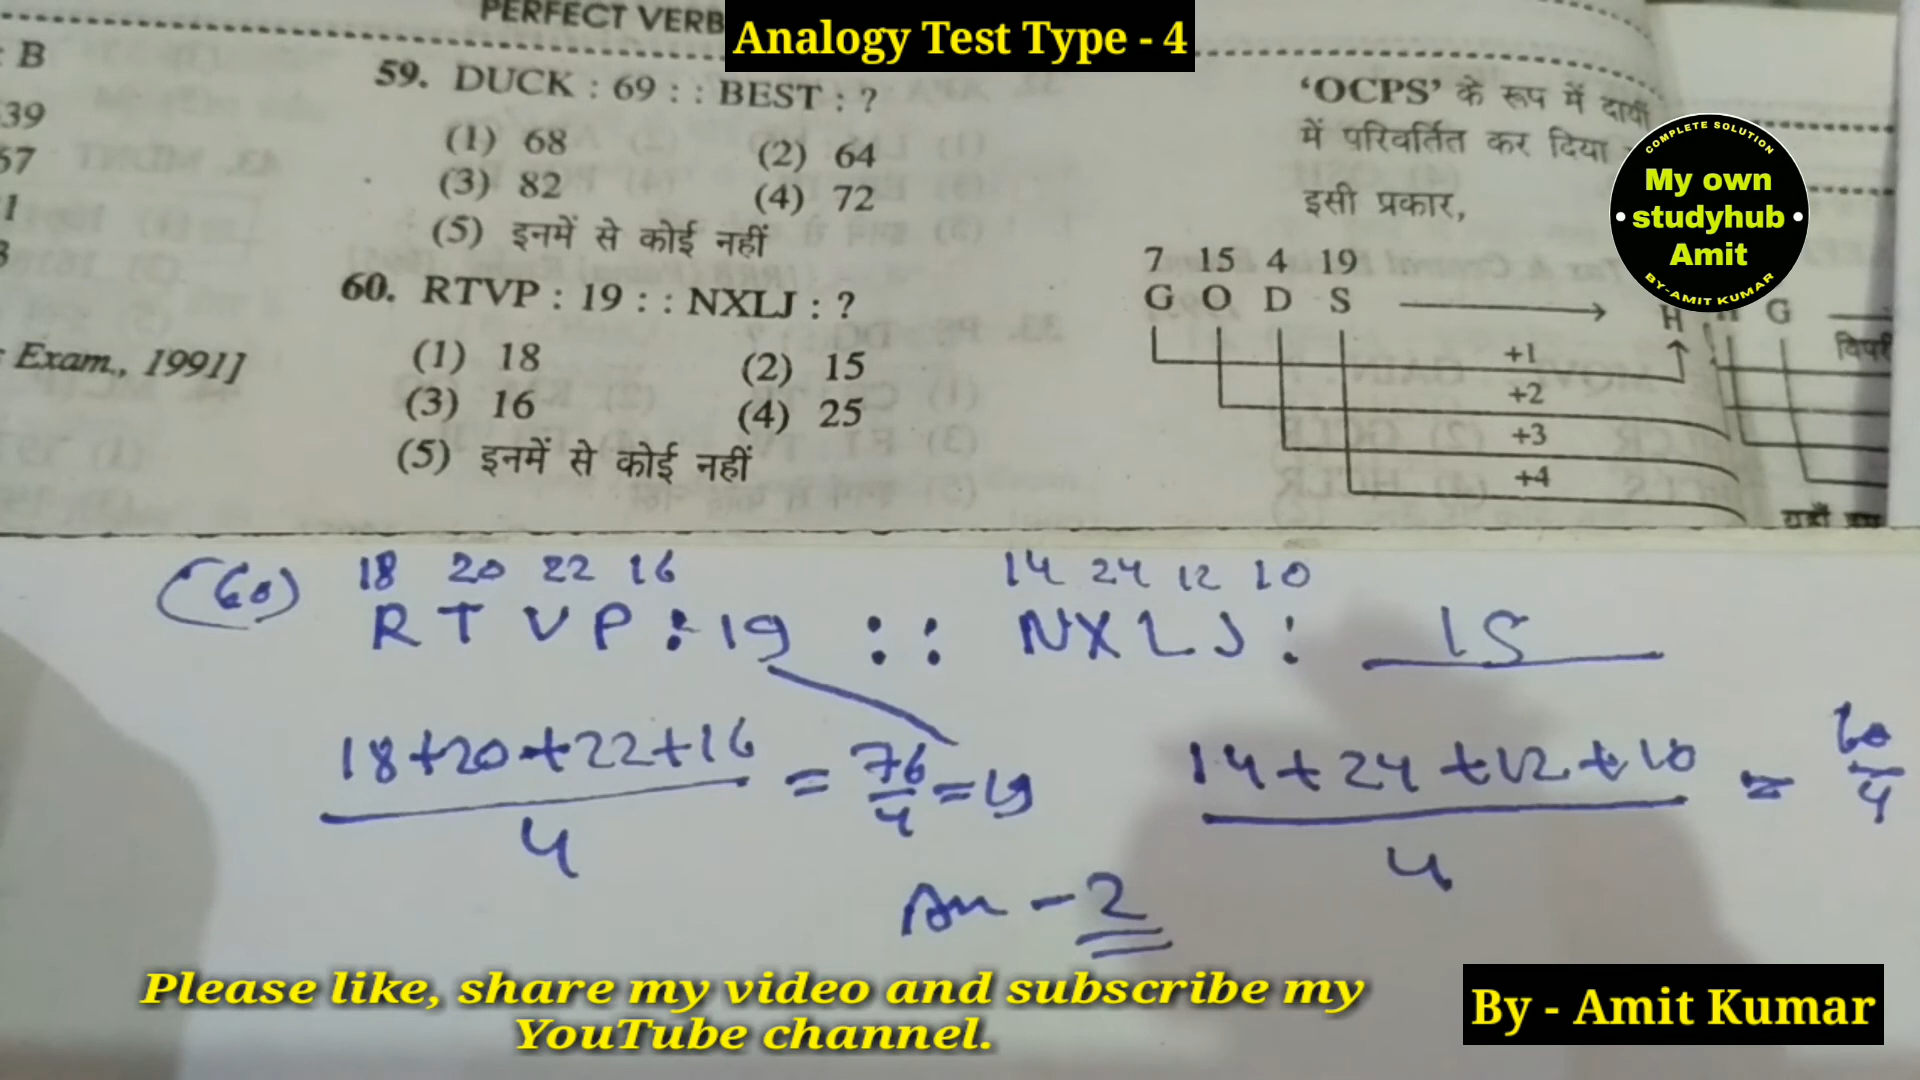 PERFECT VERB
Analogy Test Type - 4
: B
39
57
1
3
Exam., 1991]
59. DUCK : 69 : : BEST : ?
(1) 68 (2) 64
(3) 82 (4) 72
(5) इनमें से कोई नहीं
60. RTVP : 19 : : NXLJ : ?
(1) 18 (2) 15
(3) 16 (4) 25
(5) इनमें से कोई नहीं
‘OCPS’ के रूप में दायीं
में परिवर्तित कर दिया
इसी प्रकार,
7 15 4 19
G O D S H G
+1
+2
+3
+4
COMPLETE SOLUTION
My own
studyhub
Amit
BY-AMIT KUMAR
(60) 18 20 22 16 14 24 12 10
R T V P : 19 : : N X L J : 15
18+20+22+16 / 4 = 76/4 = 19 14+24+12+10 / 4 = 60/4
An - 2
Please like, share my video and subscribe my
YouTube channel.
By - Amit Kumar